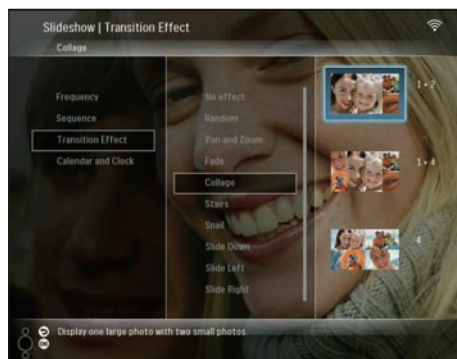 Slideshow | Transition Effect
Collage
Frequency
Sequence
Transition Effect
Calendar and Clock
No effect
Random
Pan and Zoom
Fade
Collage
Stairs
Snail
Slide Down
Slide Left
Slide Right
1 + 2
1 + 4
4
Display one large photo with two small photos.
OK